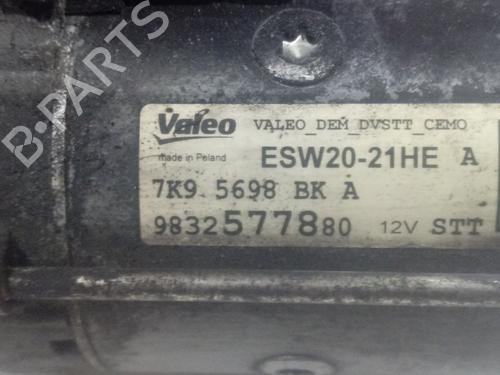 B-PARTS
Valeo VALEO_DEM_DVSTT_CEMO
made in Poland ESW20-21HE A
7K9 5698 BK A
9832577880 12V STT